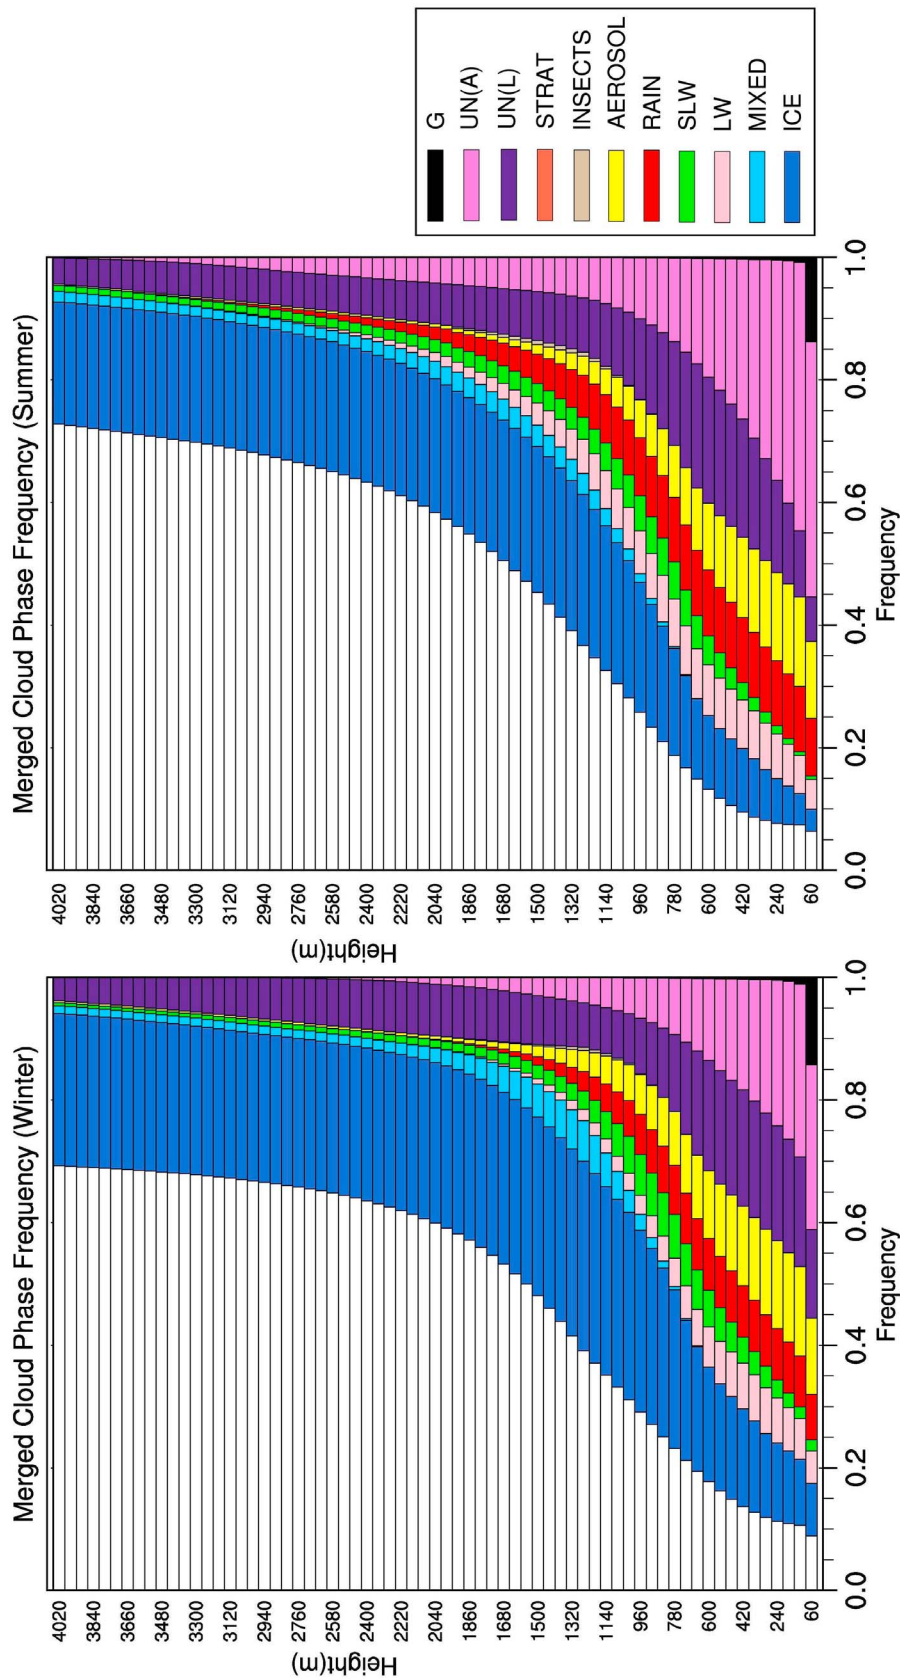 Merged Cloud Phase Frequency (Winter)
Height(m)
4020
3840
3660
3480
3300
3120
2940
2760
2580
2400
2220
2040
1860
1680
1500
1320
1140
960
780
600
420
240
60
0.0 0.2 0.4 0.6 0.8 1.0
Frequency
Merged Cloud Phase Frequency (Summer)
Height(m)
4020
3840
3660
3480
3300
3120
2940
2760
2580
2400
2220
2040
1860
1680
1500
1320
1140
960
780
600
420
240
60
0.0 0.2 0.4 0.6 0.8 1.0
Frequency
G
UN(A)
UN(L)
STRAT
INSECTS
AEROSOL
RAIN
SLW
LW
MIXED
ICE